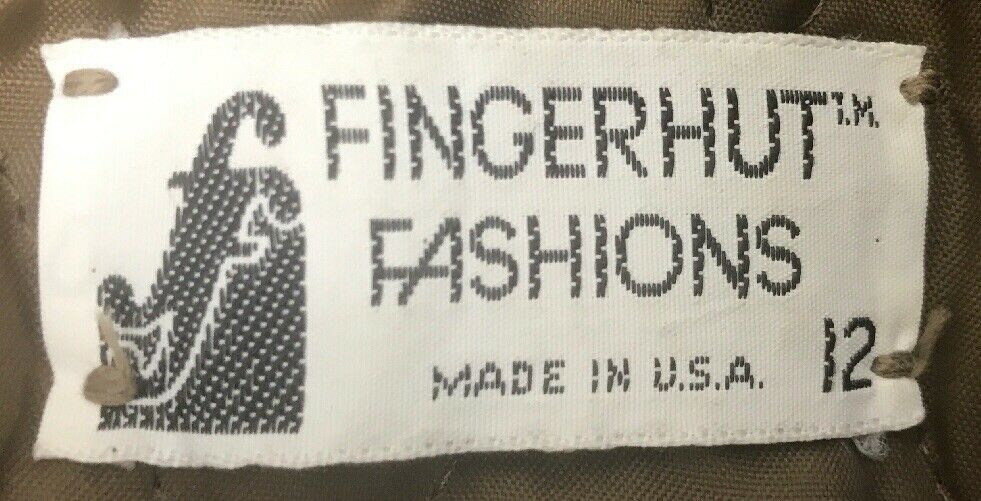 f
FINGERHUT T.M.
FASHIONS
MADE IN U.S.A.
12